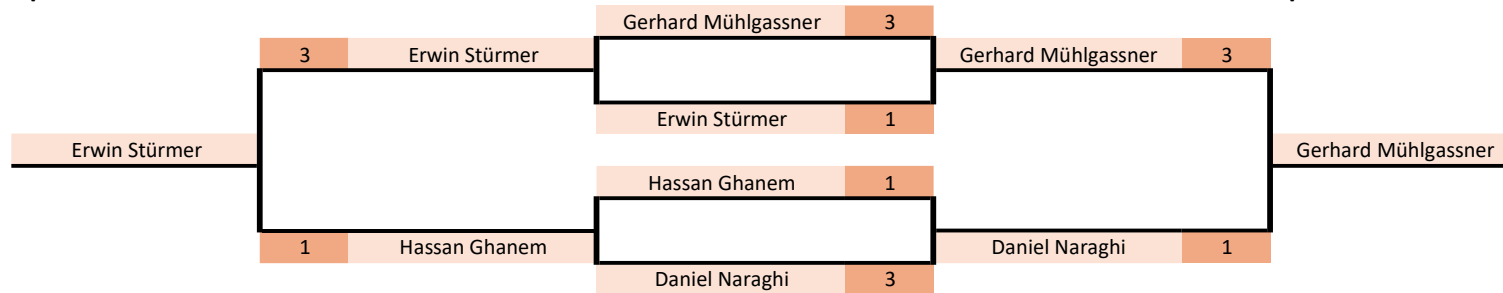 Gerhard Mühlgassner 3
3 Erwin Stürmer Gerhard Mühlgassner 3
Erwin Stürmer 1
Erwin Stürmer Gerhard Mühlgassner
Hassan Ghanem 1
1 Hassan Ghanem Daniel Naraghi 1
Daniel Naraghi 3